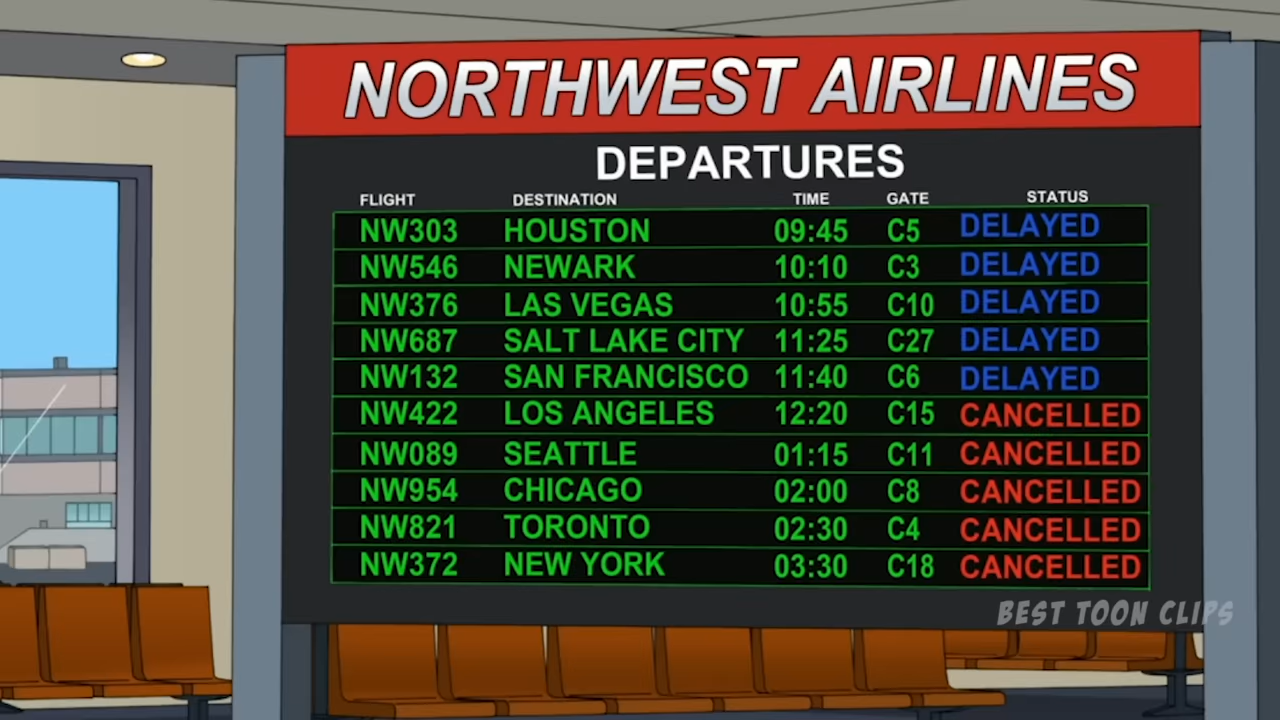 NORTHWEST AIRLINES
DEPARTURES
FLIGHT DESTINATION TIME GATE STATUS
NW303 HOUSTON 09:45 C5 DELAYED
NW546 NEWARK 10:10 C3 DELAYED
NW376 LAS VEGAS 10:55 C10 DELAYED
NW687 SALT LAKE CITY 11:25 C27 DELAYED
NW132 SAN FRANCISCO 11:40 C6 DELAYED
NW422 LOS ANGELES 12:20 C15 CANCELLED
NW089 SEATTLE 01:15 C11 CANCELLED
NW954 CHICAGO 02:00 C8 CANCELLED
NW821 TORONTO 02:30 C4 CANCELLED
NW372 NEW YORK 03:30 C18 CANCELLED
BEST TOON CLIPS